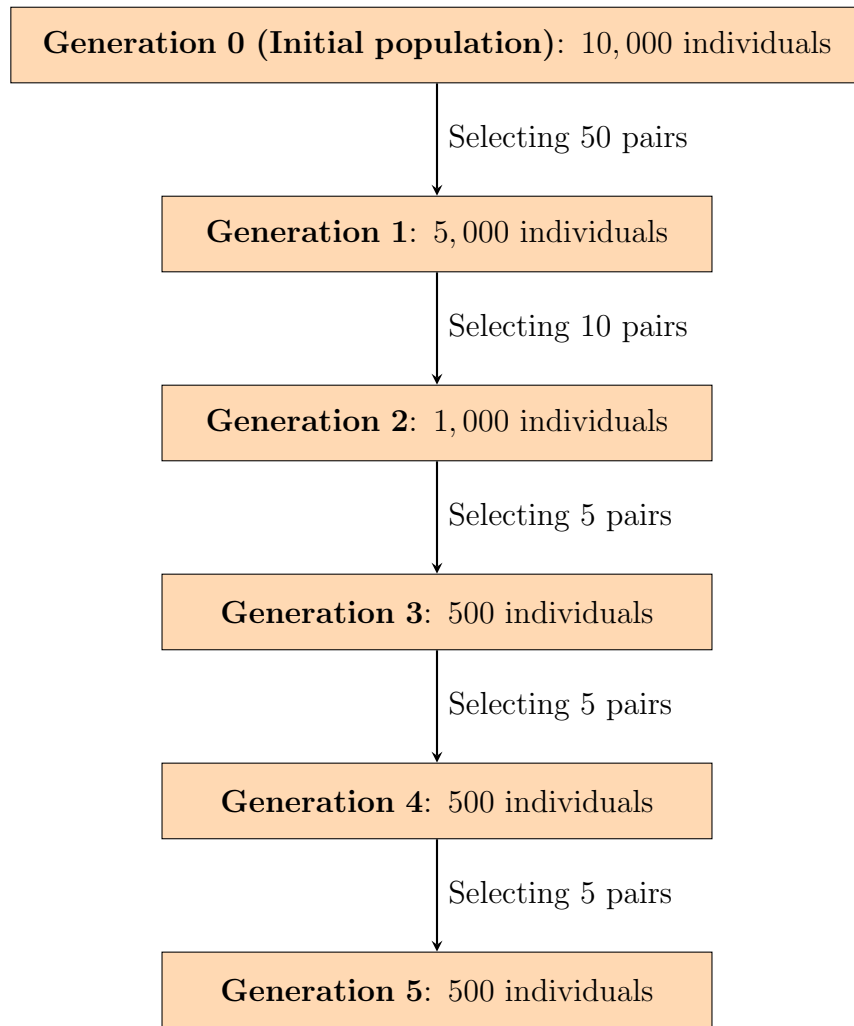 Generation 0 (Initial population): 10,000 individuals
Selecting 50 pairs
Generation 1: 5,000 individuals
Selecting 10 pairs
Generation 2: 1,000 individuals
Selecting 5 pairs
Generation 3: 500 individuals
Selecting 5 pairs
Generation 4: 500 individuals
Selecting 5 pairs
Generation 5: 500 individuals